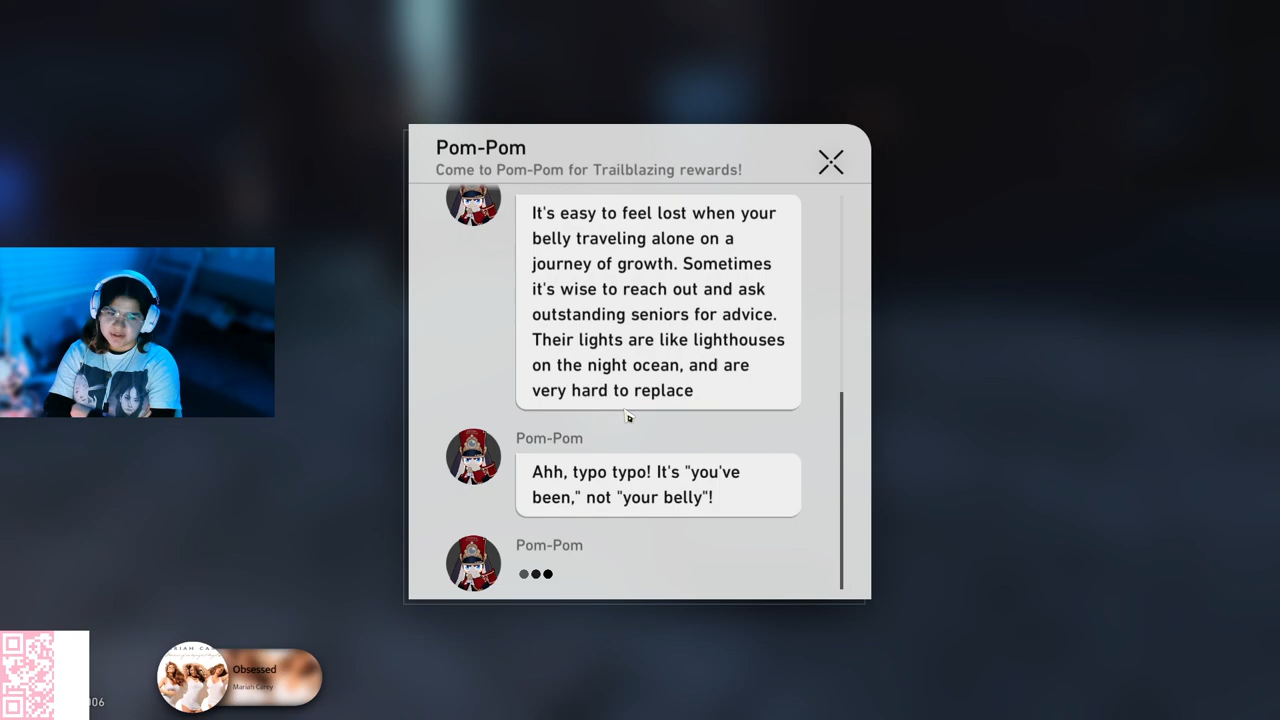 Pom-Pom
Come to Pom-Pom for Trailblazing rewards!
It's easy to feel lost when your
belly traveling alone on a
journey of growth. Sometimes
it's wise to reach out and ask
outstanding seniors for advice.
Their lights are like lighthouses
on the night ocean, and are
very hard to replace
Pom-Pom
Ahh, typo typo! It's "you've
been," not "your belly"!
Pom-Pom
Obsessed
Mariah Carey
006